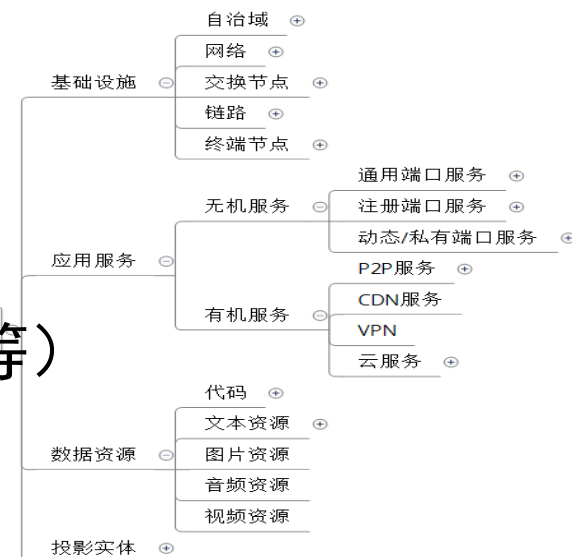 自治域
网络
基础设施
交换节点
链路
终端节点
通用端口服务
无机服务
注册端口服务
动态/私有端口服务
应用服务
P2P服务
CDN服务
有机服务
VPN
等）
云服务
代码
文本资源
数据资源
图片资源
音频资源
视频资源
投影实体